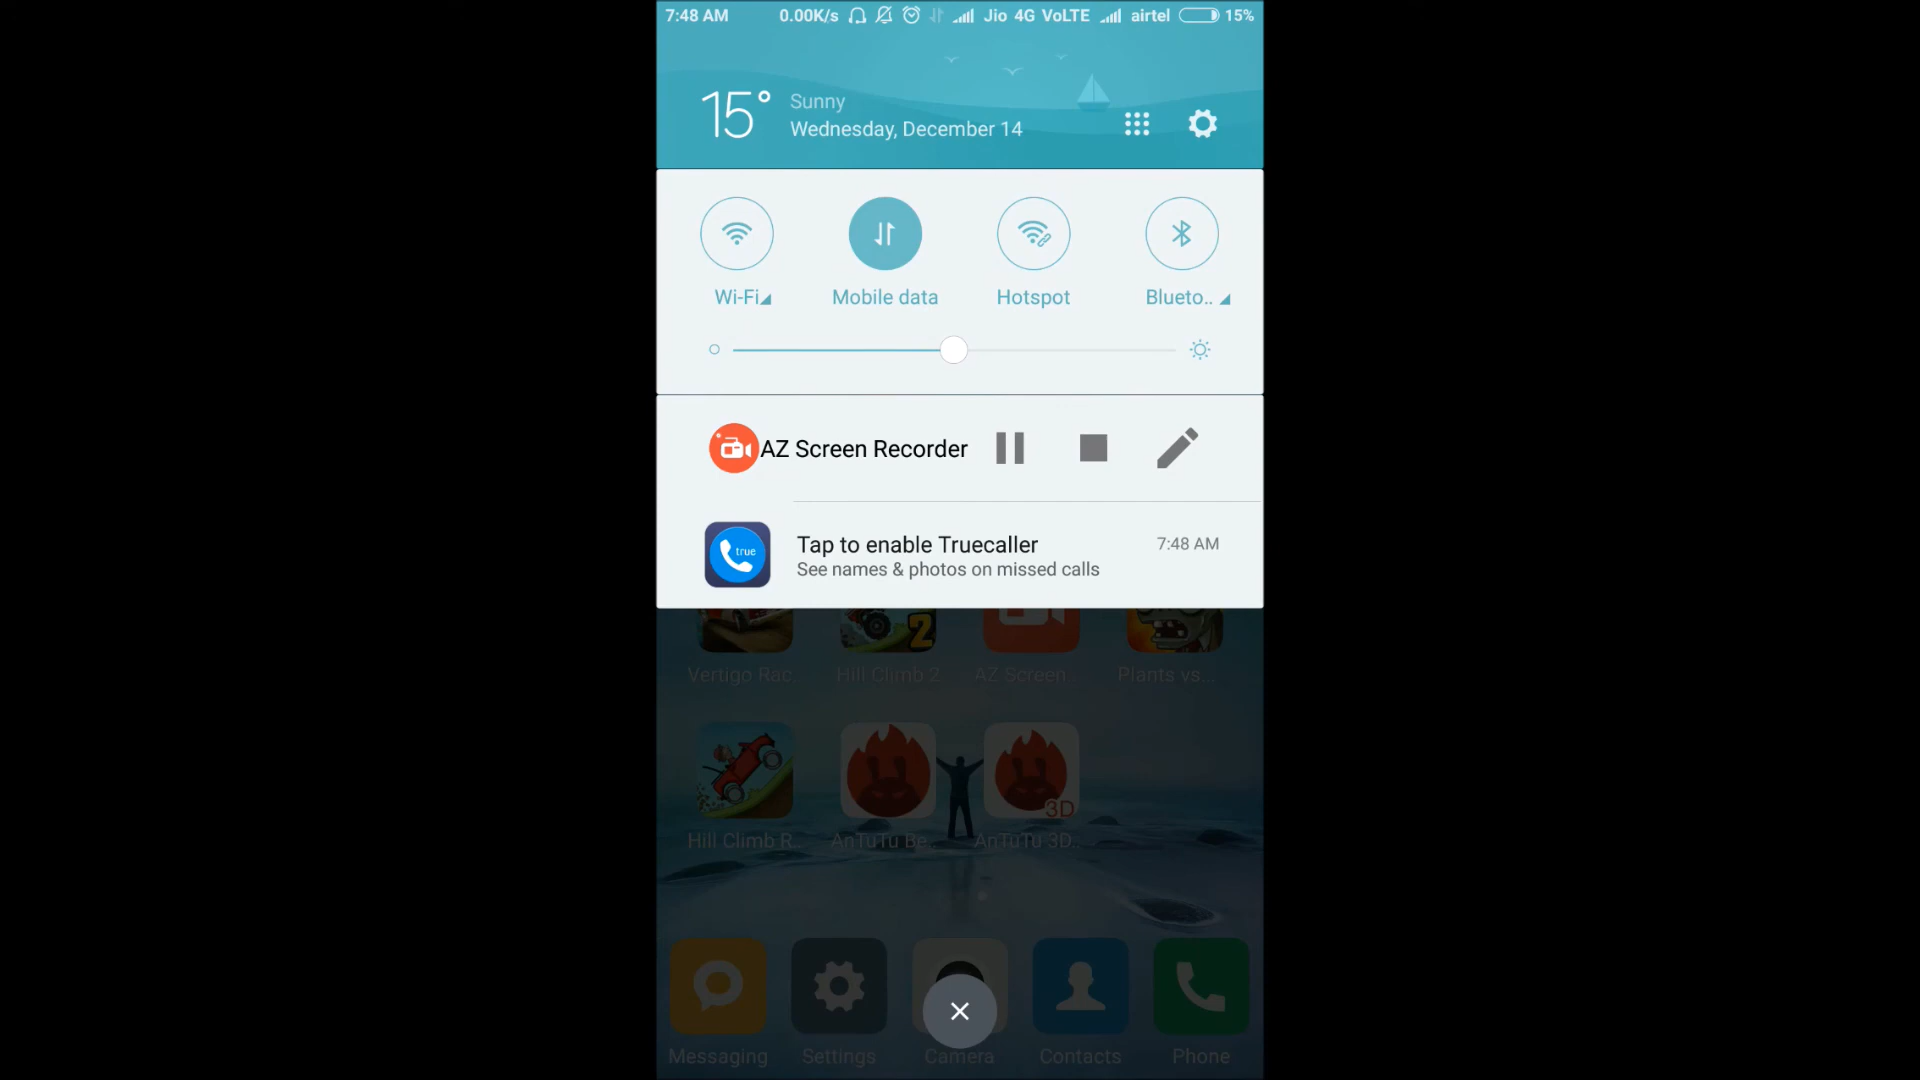 7:48 AM 0.00K/s Jio 4G VoLTE airtel 15%
15° Sunny
Wednesday, December 14
Wi-Fi Mobile data Hotspot Blueto..
AZ Screen Recorder
true
Tap to enable Truecaller 7:48 AM
See names & photos on missed calls
2
Vertigo Rac.. Hill Climb 2 AZ Screen.. Plants vs...
3D
Hill Climb R.. AnTuTu Be.. AnTuTu 3D..
Messaging Settings Camera Contacts Phone